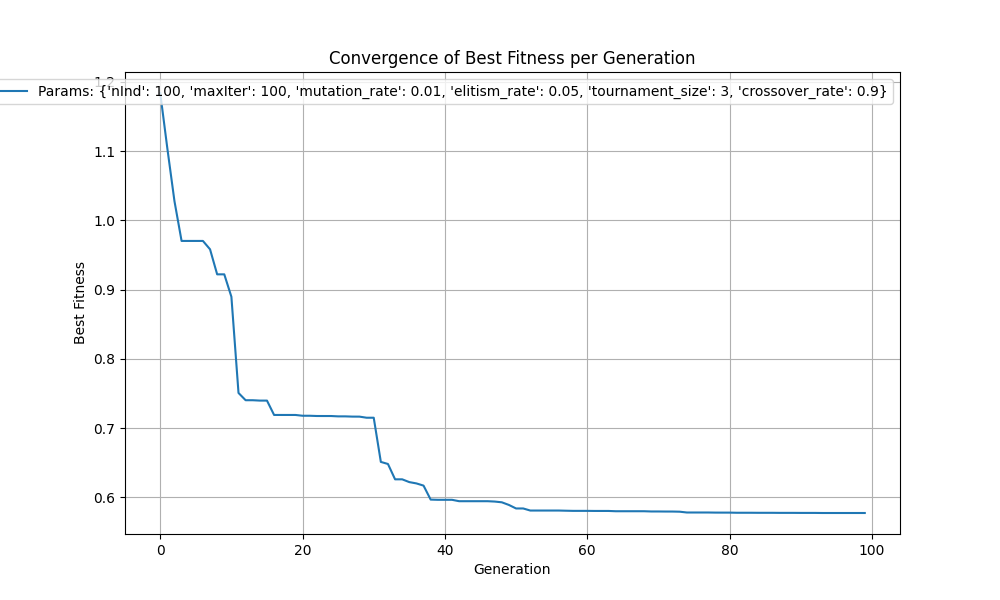 Convergence of Best Fitness per Generation
Params: {'nInd': 100, 'maxIter': 100, 'mutation_rate': 0.01, 'elitism_rate': 0.05, 'tournament_size': 3, 'crossover_rate': 0.9}
1.2
1.1
1.0
0.9
0.8
0.7
0.6
Best Fitness
0 20 40 60 80 100
Generation